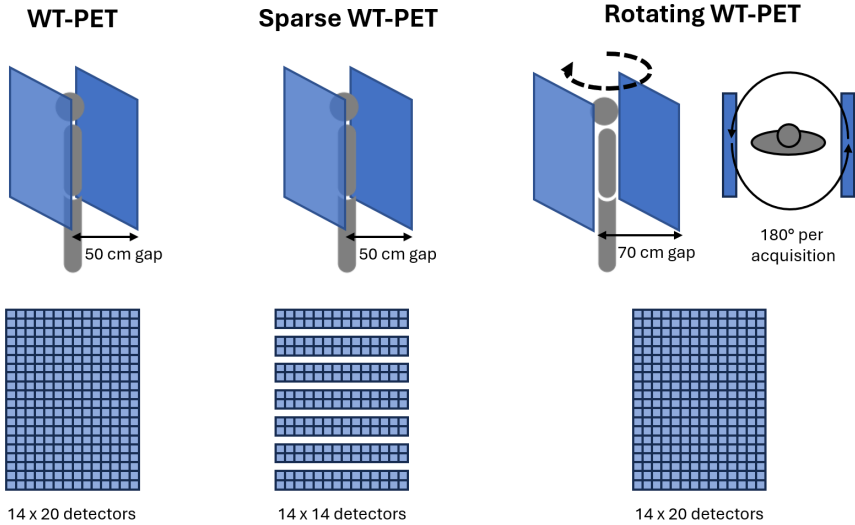 WT-PET
Sparse WT-PET
Rotating WT-PET
50 cm gap
50 cm gap
70 cm gap
180° per
acquisition
14 x 20 detectors
14 x 14 detectors
14 x 20 detectors